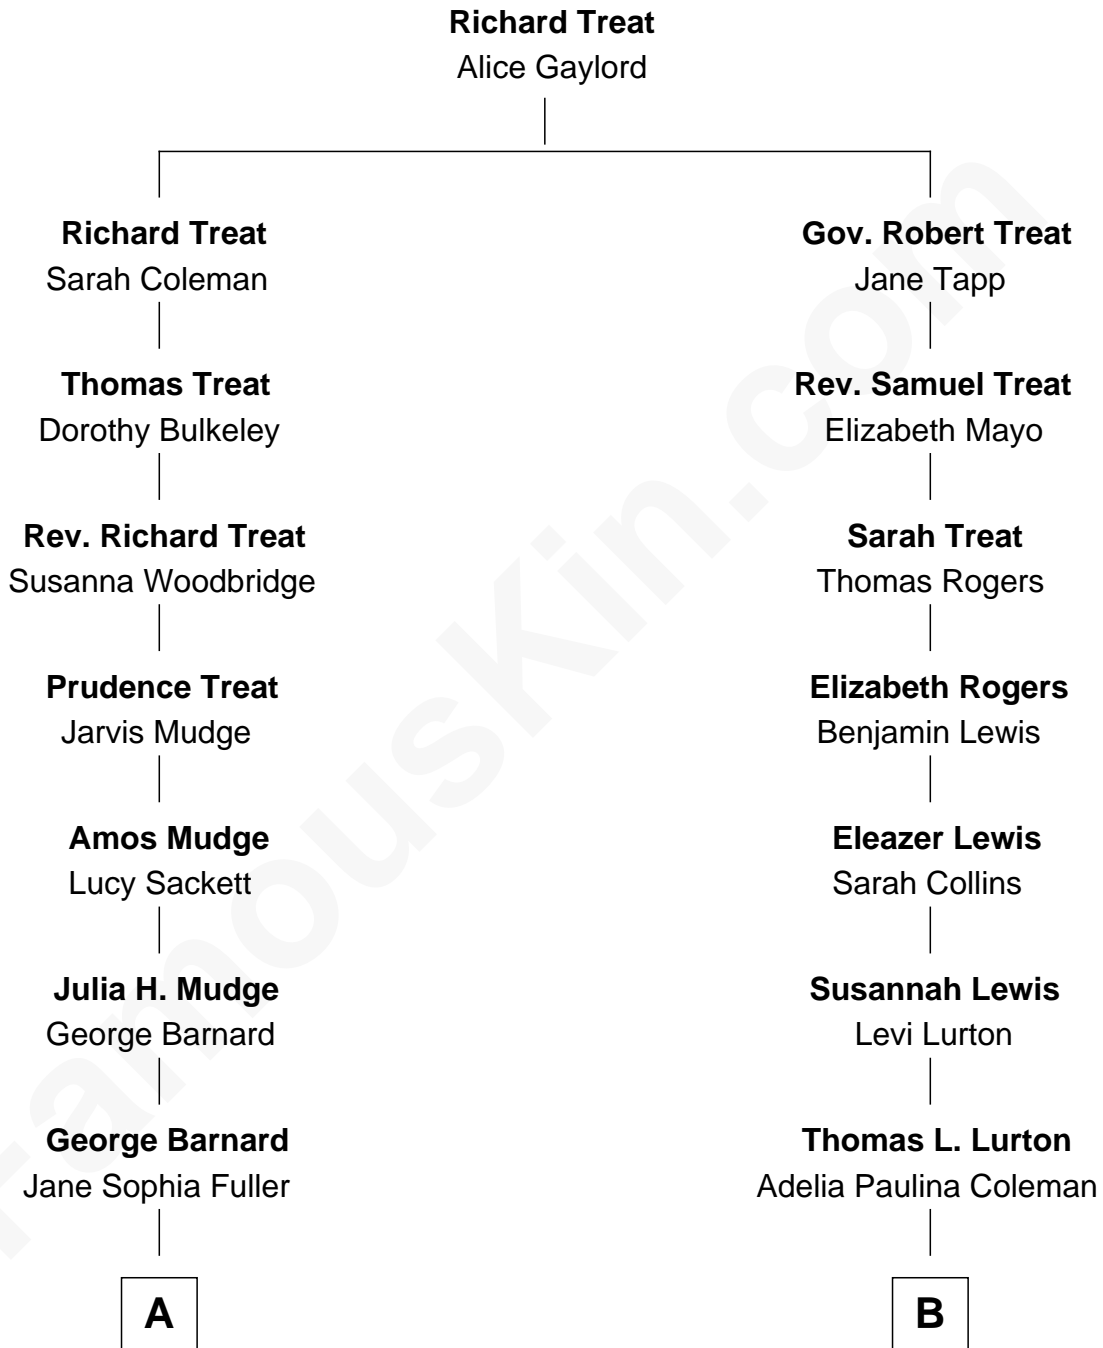 Richard Treat
Alice Gaylord
Richard Treat
Sarah Coleman
Gov. Robert Treat
Jane Tapp
Thomas Treat
Dorothy Bulkeley
Rev. Samuel Treat
Elizabeth Mayo
Rev. Richard Treat
Susanna Woodbridge
Sarah Treat
Thomas Rogers
Prudence Treat
Jarvis Mudge
Elizabeth Rogers
Benjamin Lewis
Amos Mudge
Lucy Sackett
Eleazer Lewis
Sarah Collins
Julia H. Mudge
George Barnard
Susannah Lewis
Levi Lurton
George Barnard
Jane Sophia Fuller
Thomas L. Lurton
Adelia Paulina Coleman
A
B
FamousKin.com